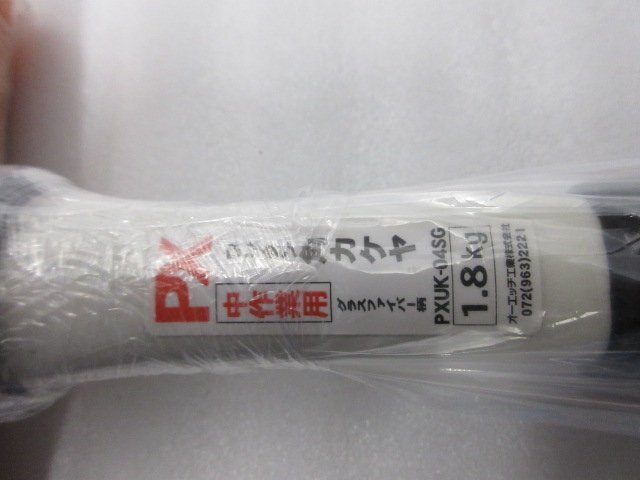 PX
カケヤ
中作業用
グラスファイバー柄
PXUK-04SG
1.8kg
オーエッチ工業株式会社
072(963)2221